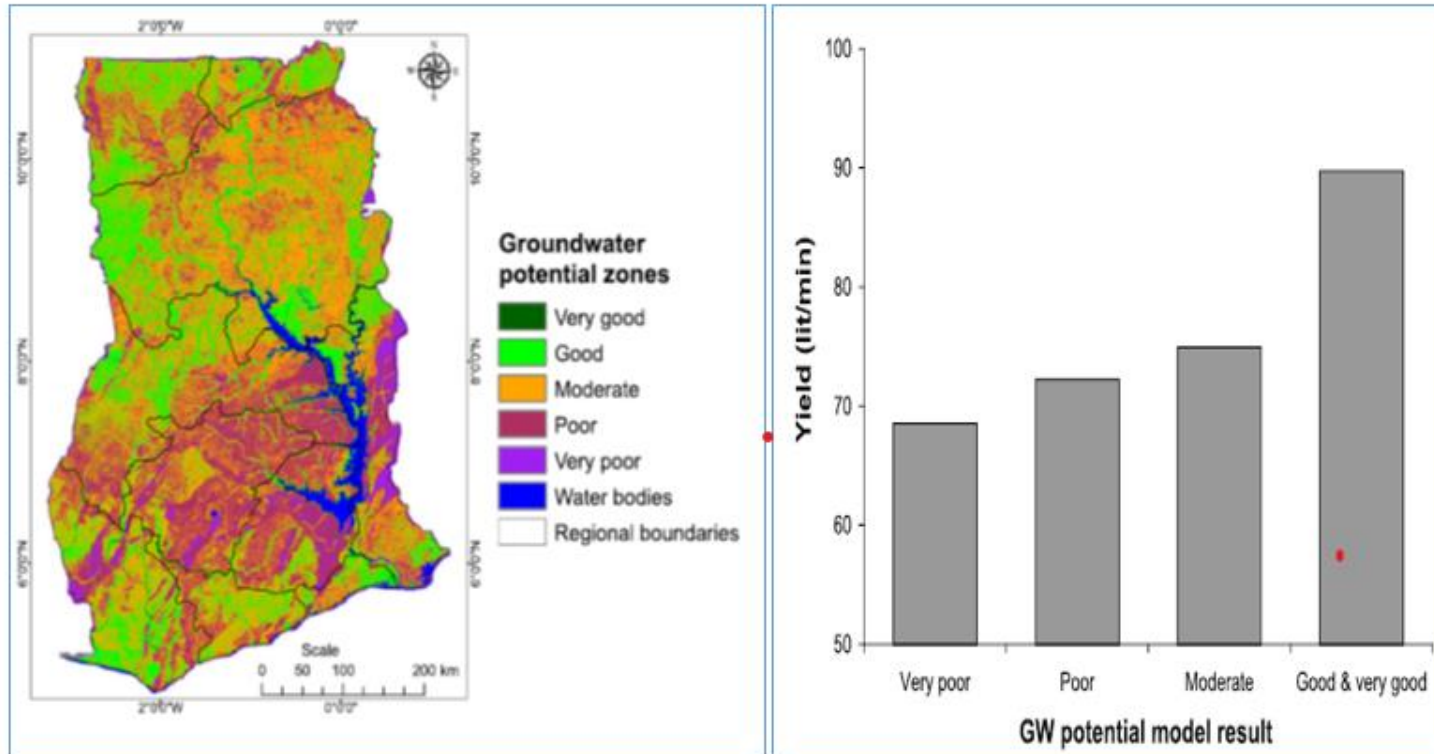 2°0'0"W 0°0'0"
10°0'0"N 10°0'0"N
Groundwater
potential zones
Very good
Good
Moderate
8°0'0"N 8°0'0"N
Poor
Very poor
Water bodies
Regional boundaries
6°0'0"N 6°0'0"N
Scale
0 50 100 200 km
2°0'0"W 0°0'0"
100
90
80
70
60
50
Yield (lit/min)
Very poor Poor Moderate Good & very good
GW potential model result